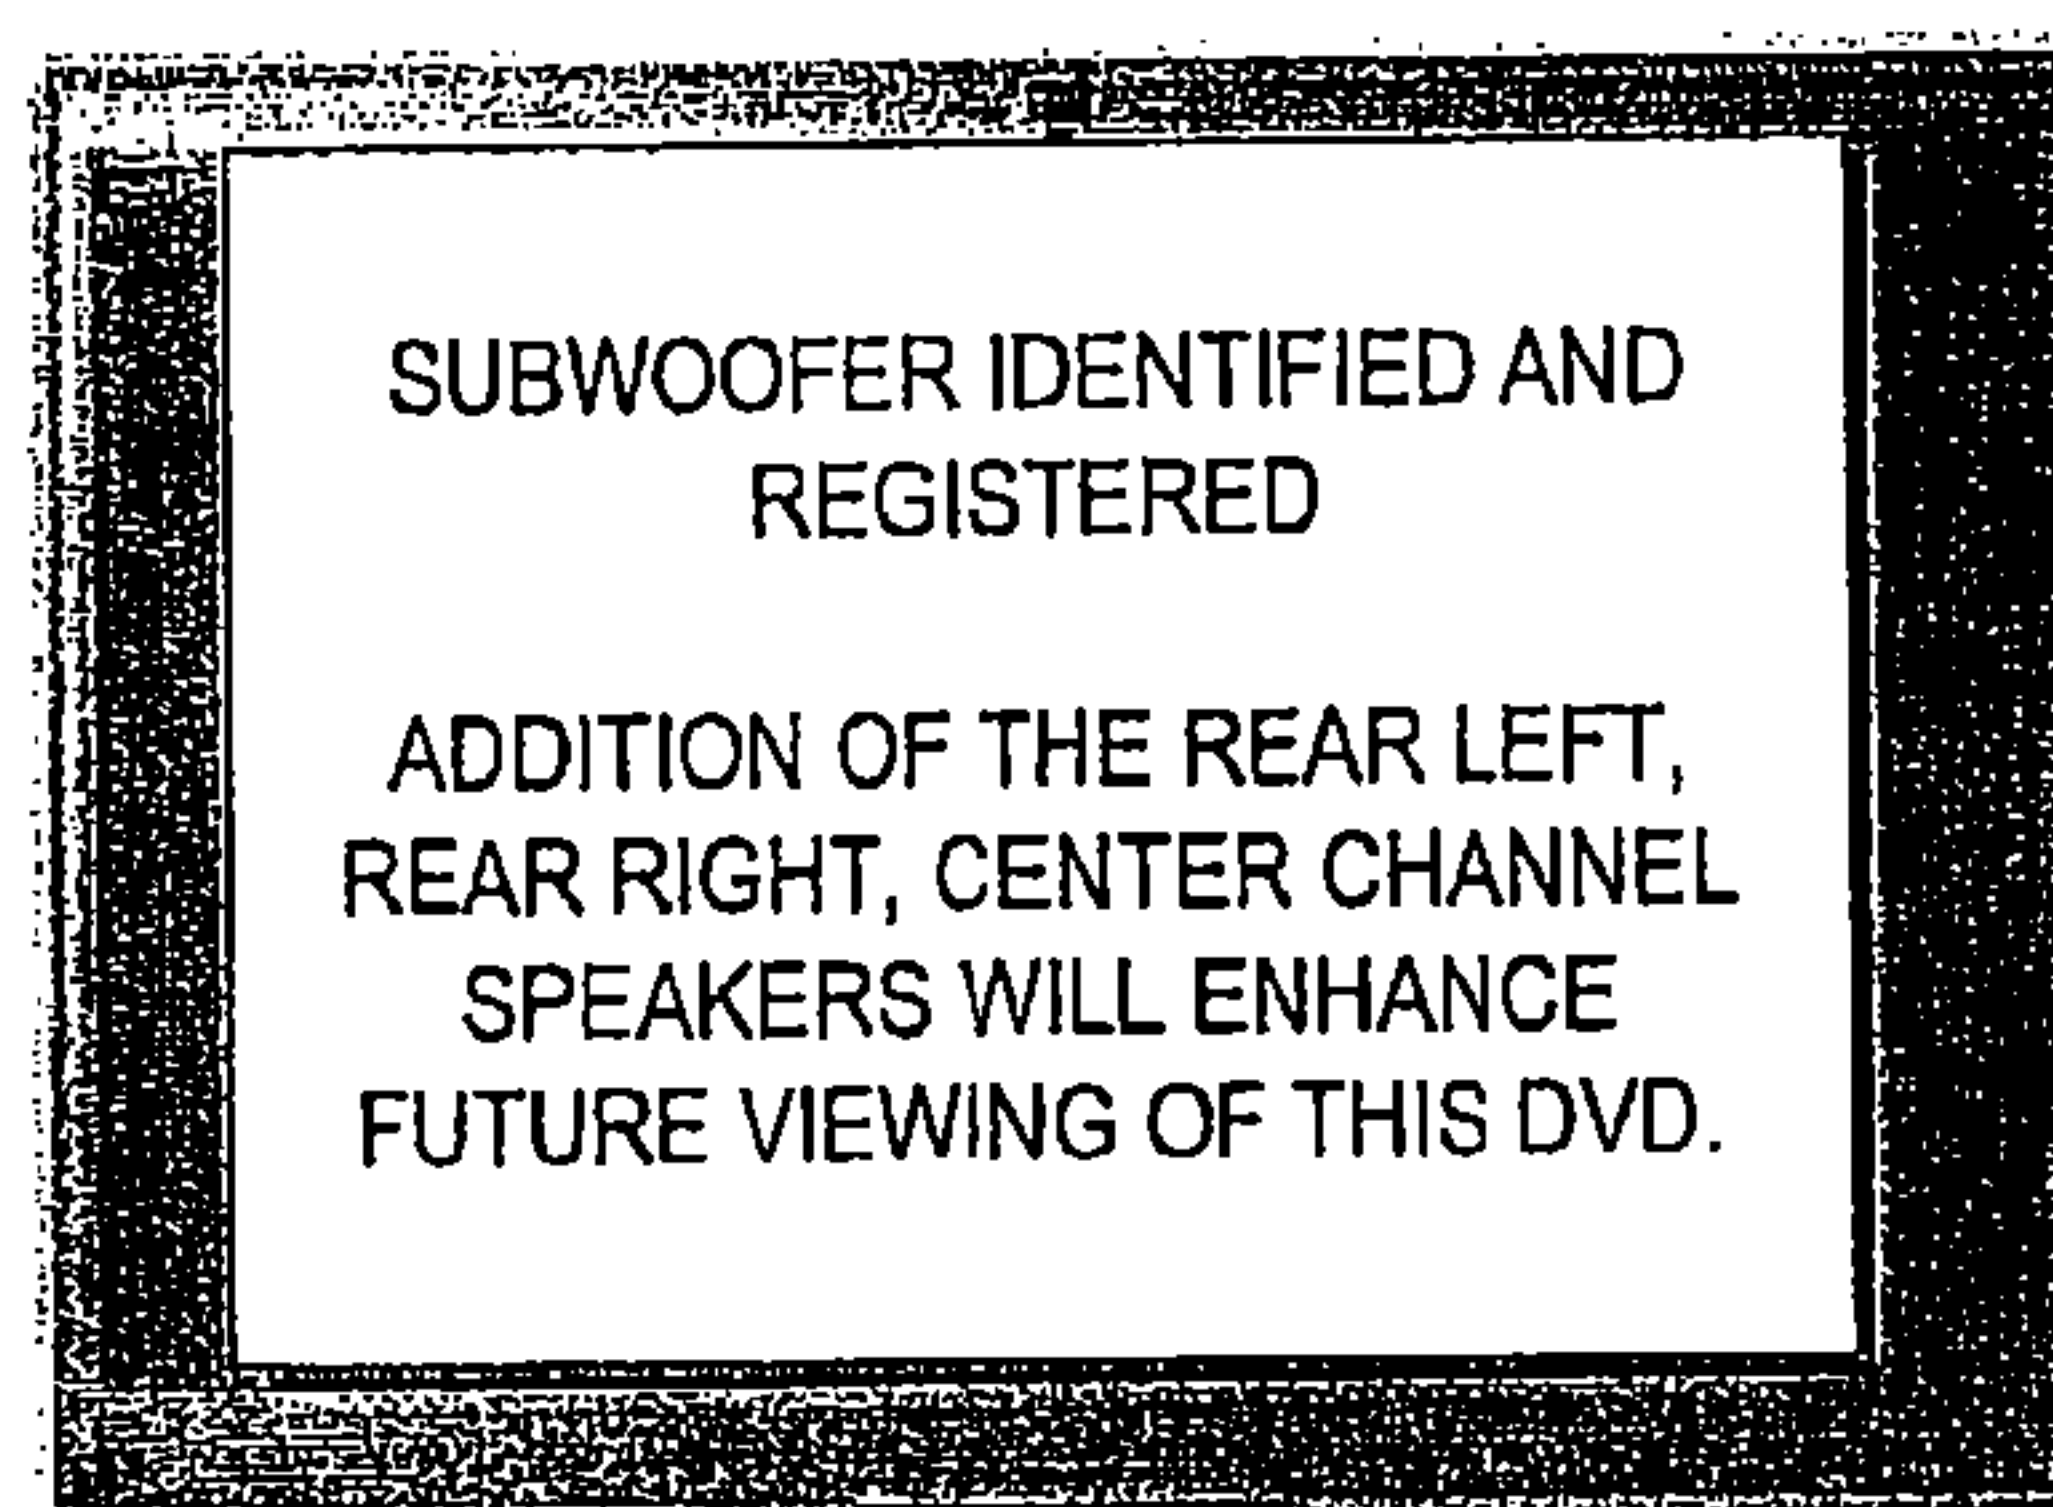 SUBWOOFER IDENTIFIED AND
REGISTERED
ADDITION OF THE REAR LEFT,
REAR RIGHT, CENTER CHANNEL
SPEAKERS WILL ENHANCE
FUTURE VIEWING OF THIS DVD.